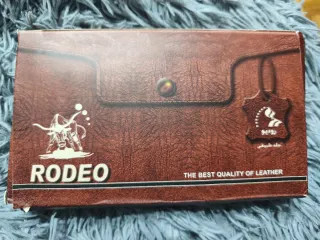 RODEO
THE BEST QUALITY OF LEATHER